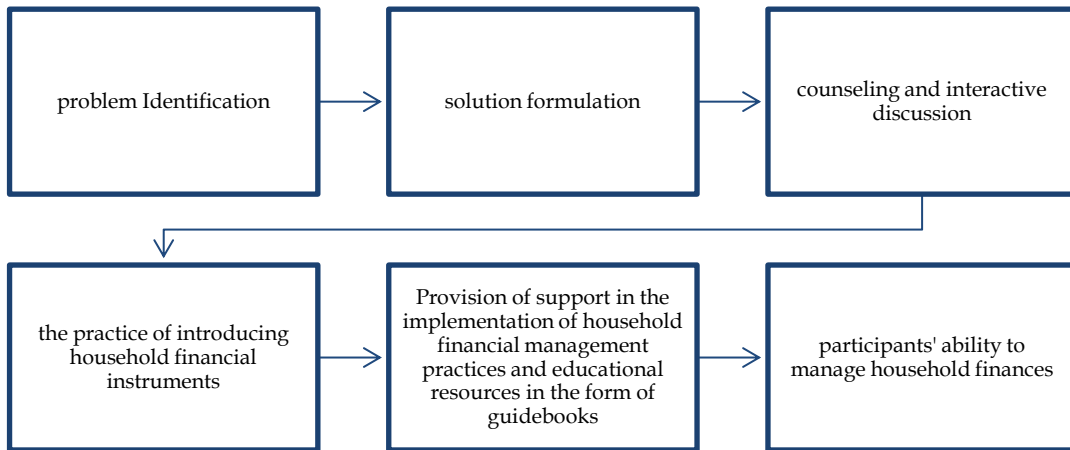 problem Identification
solution formulation
counseling and interactive
discussion
the practice of introducing
household financial
instruments
Provision of support in the
implementation of household
financial management
practices and educational
resources in the form of
guidebooks
participants' ability to
manage household finances